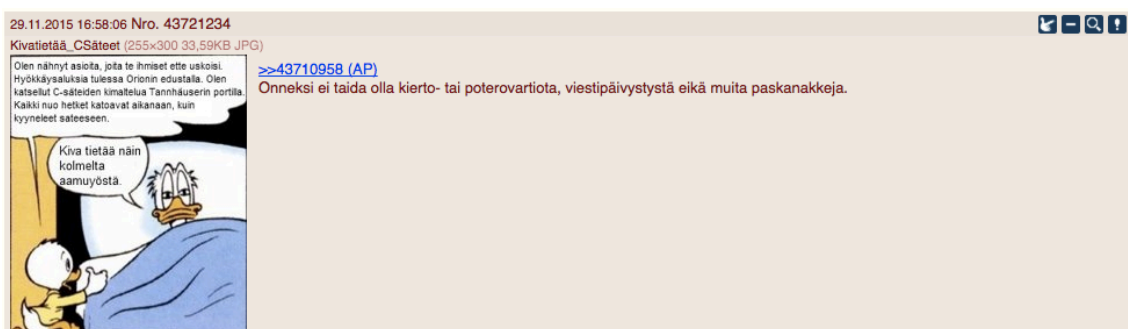 29.11.2015 16:58:06 Nro. 43721234
Kivatietää_CSäteet (255×300 33,59KB JPG)
Olen nähnyt asioita, joita te ihmiset ette uskoisi.
Hyökkäysaluksia tulessa Orionin edustalla. Olen
katsellut C-säteiden kimaltelua Tannhäuserin portilla.
Kaikki nuo hetket katoavat aikanaan, kuin
kyyneleet sateeseen.
Kiva tietää näin
kolmelta
aamuyöstä.
>>43710958 (AP)
Onneksi ei taida olla kierto- tai poterovartiota, viestipäivystystä eikä muita paskanakkeja.